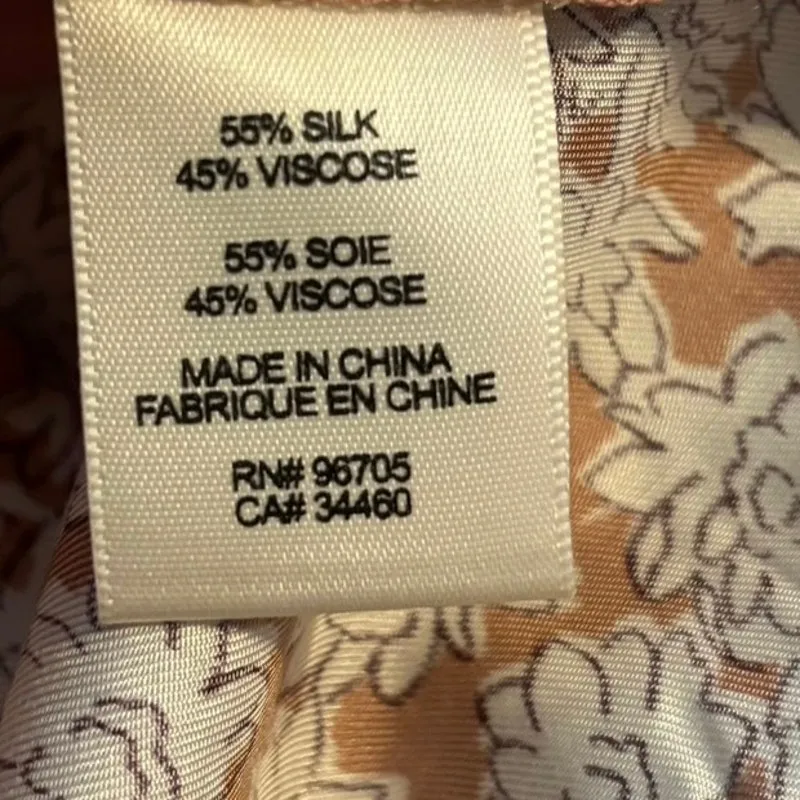 55% SILK
45% VISCOSE
55% SOIE
45% VISCOSE
MADE IN CHINA
FABRIQUE EN CHINE
RN# 96705
CA# 34460